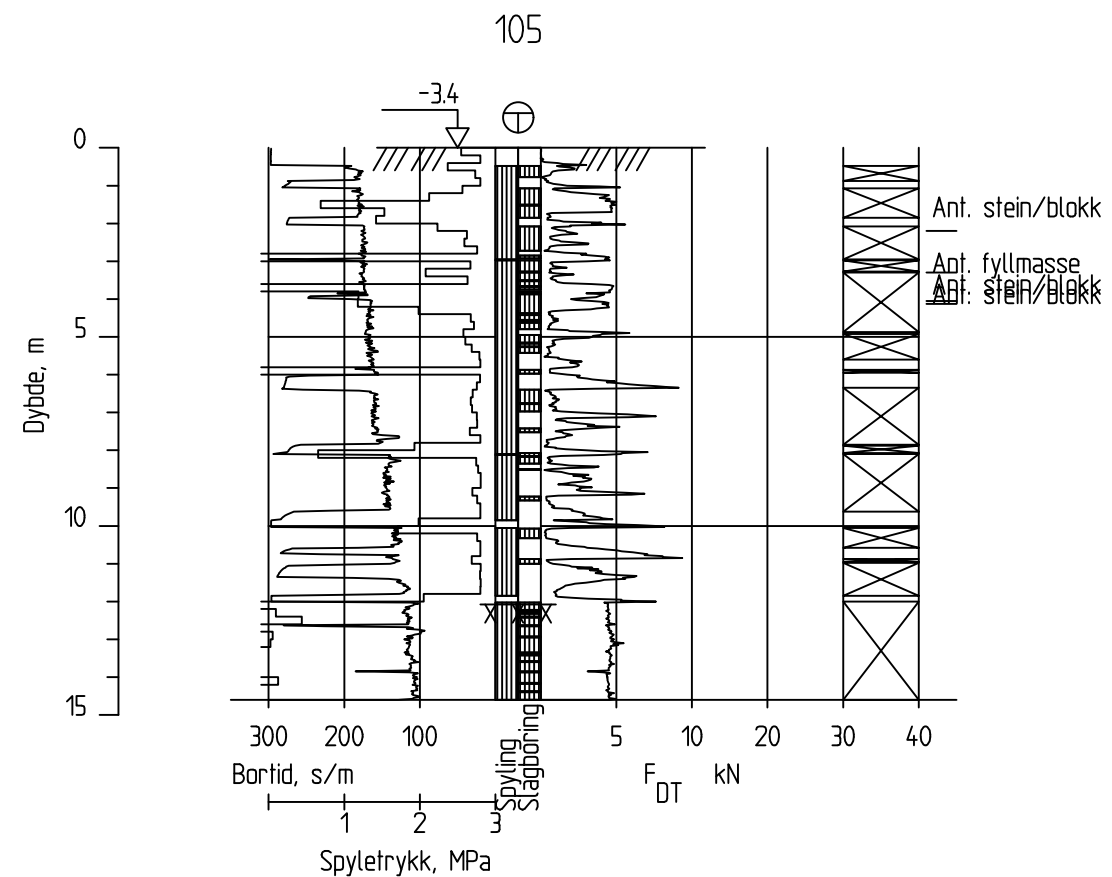 105
-3.4
0
Ant. stein/blokk
Ant. fyllmasse
Ant. stein/blokk
Ant. stein/blokk
5
Dybde, m
10
15
300 200 100 5 10 20 30 40
Spyling
Slagboring
Bortid, s/m
F DT kN
1 2 3
Spyletrykk, MPa